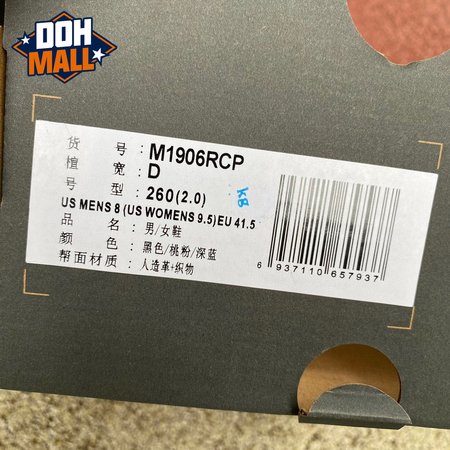 DOH
MALL
货 号 : M1906RCP
楦 宽 : D
号 型 : 260(2.0)
kg
US MENS 8 (US WOMENS 9.5) EU 41.5
品 名 : 男/女鞋
颜 色 : 黑色/桃粉/深蓝
帮面材质 : 人造革+织物
6 937110 657937